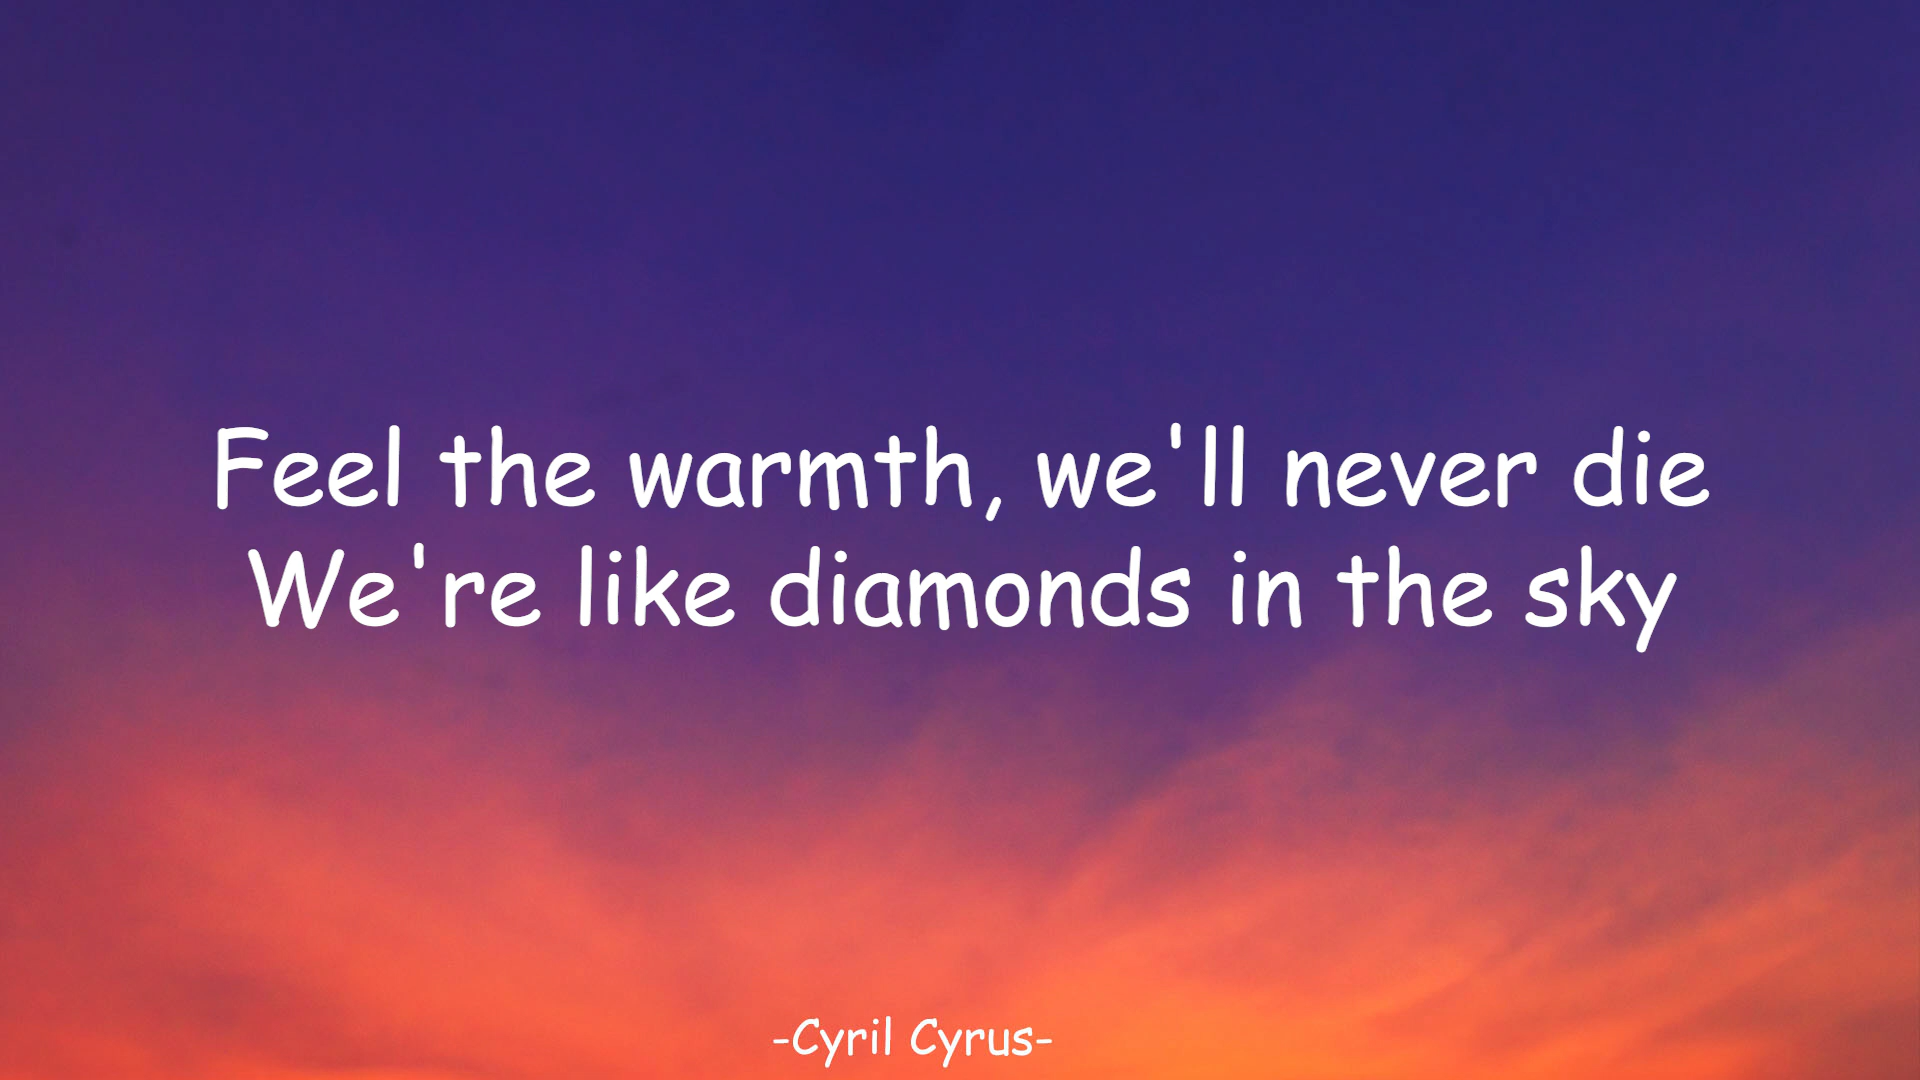 Feel the warmth, we'll never die
We're like diamonds in the sky
-Cyril Cyrus-